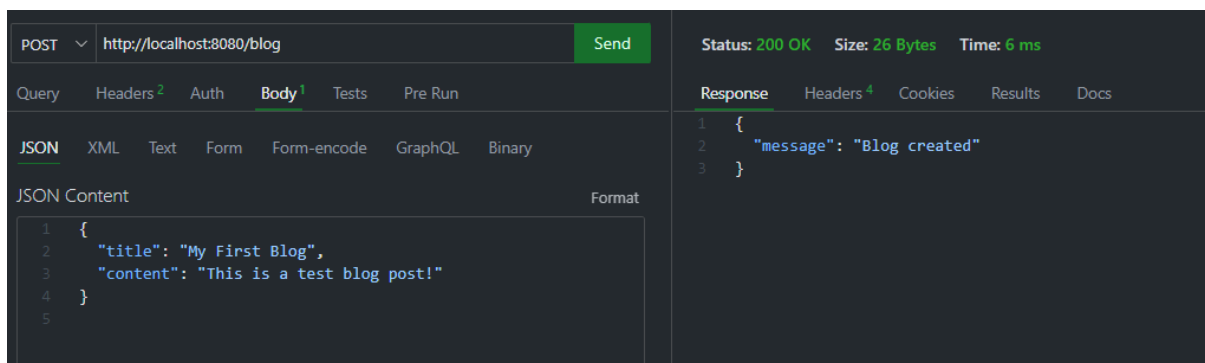 POST http://localhost:8080/blog Send
Query Headers 2 Auth Body 1 Tests Pre Run
JSON XML Text Form Form-encode GraphQL Binary
JSON Content Format
1 {
2 "title": "My First Blog",
3 "content": "This is a test blog post!"
4 }
5
Status: 200 OK Size: 26 Bytes Time: 6 ms
Response Headers 4 Cookies Results Docs
1 {
2 "message": "Blog created"
3 }